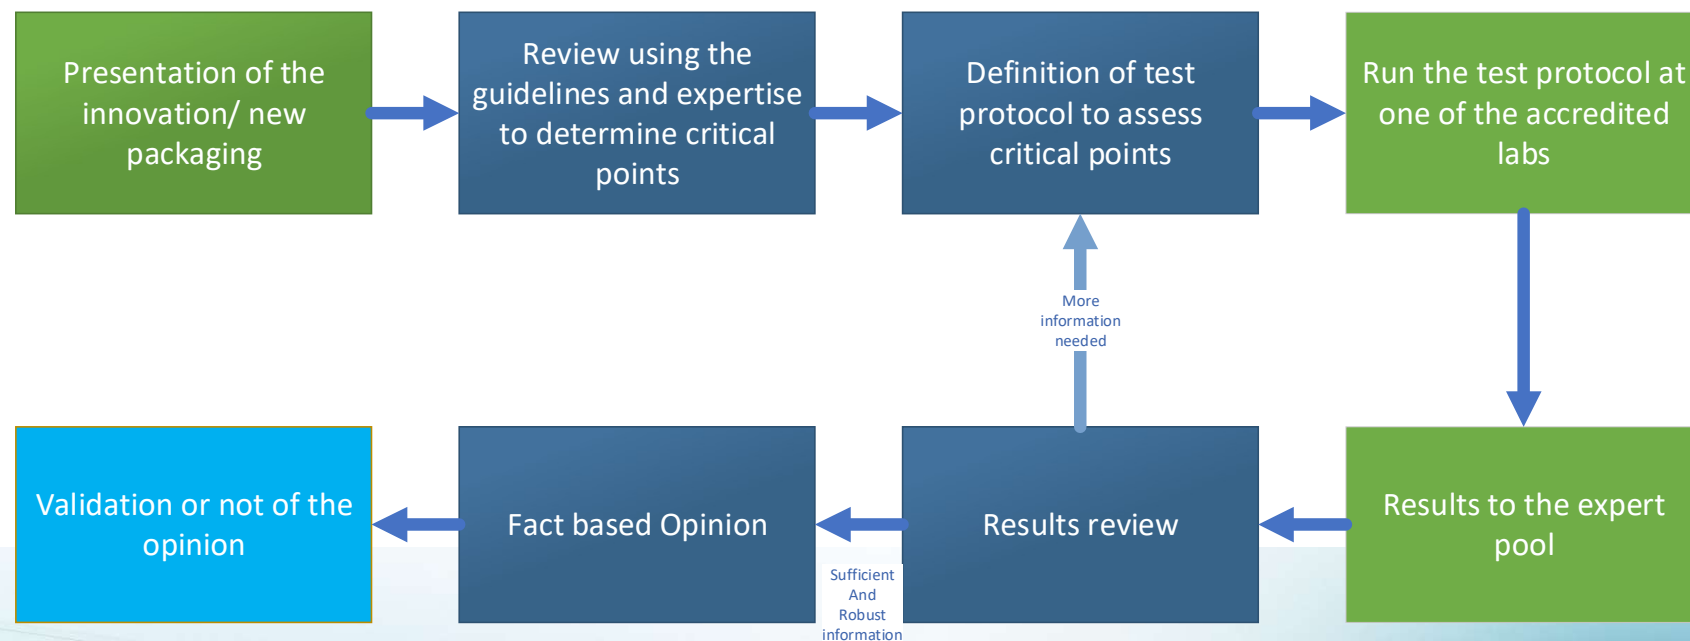 Presentation of the
innovation/ new
packaging
Review using the
guidelines and expertise
to determine critical
points
Definition of test
protocol to assess
critical points
Run the test protocol at
one of the accredited
labs
More
information
needed
Validation or not of the
opinion
Fact based Opinion
Sufficient
And
Robust
information
Results review
Results to the expert
pool